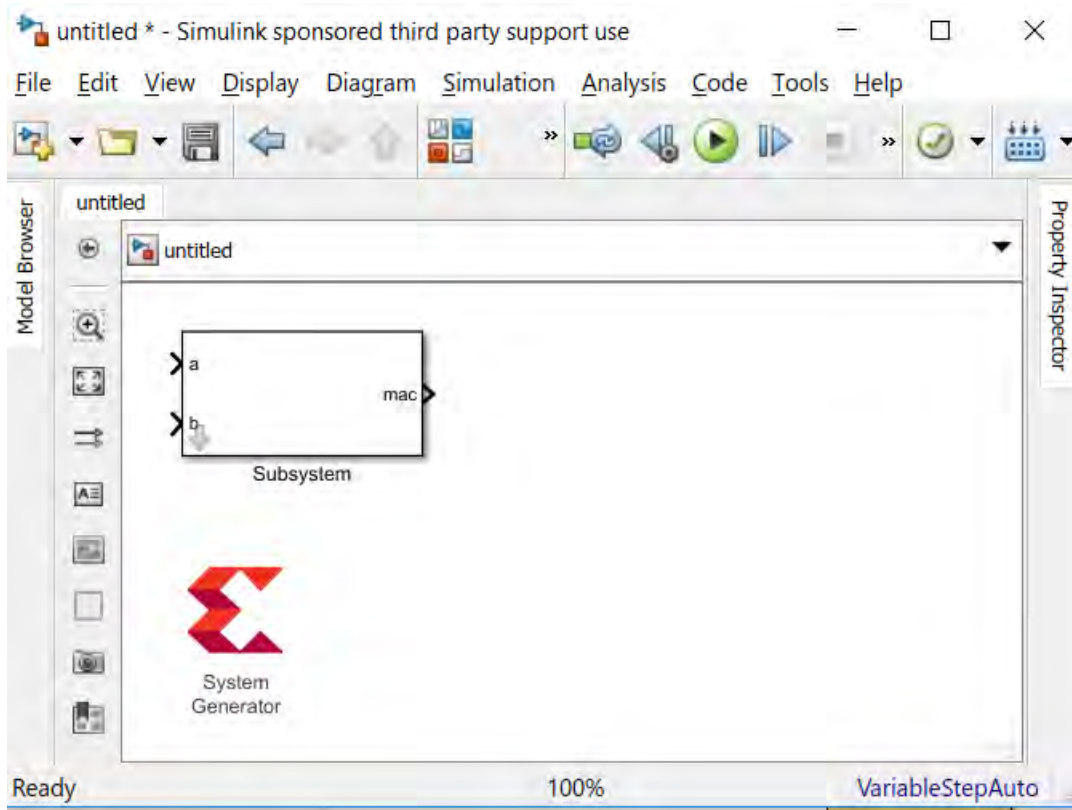 untitled * - Simulink sponsored third party support use
File Edit View Display Diagram Simulation Analysis Code Tools Help
untitled
untitled
Model Browser
Property Inspector
a
b
mac
Subsystem
System
Generator
Ready 100% VariableStepAuto